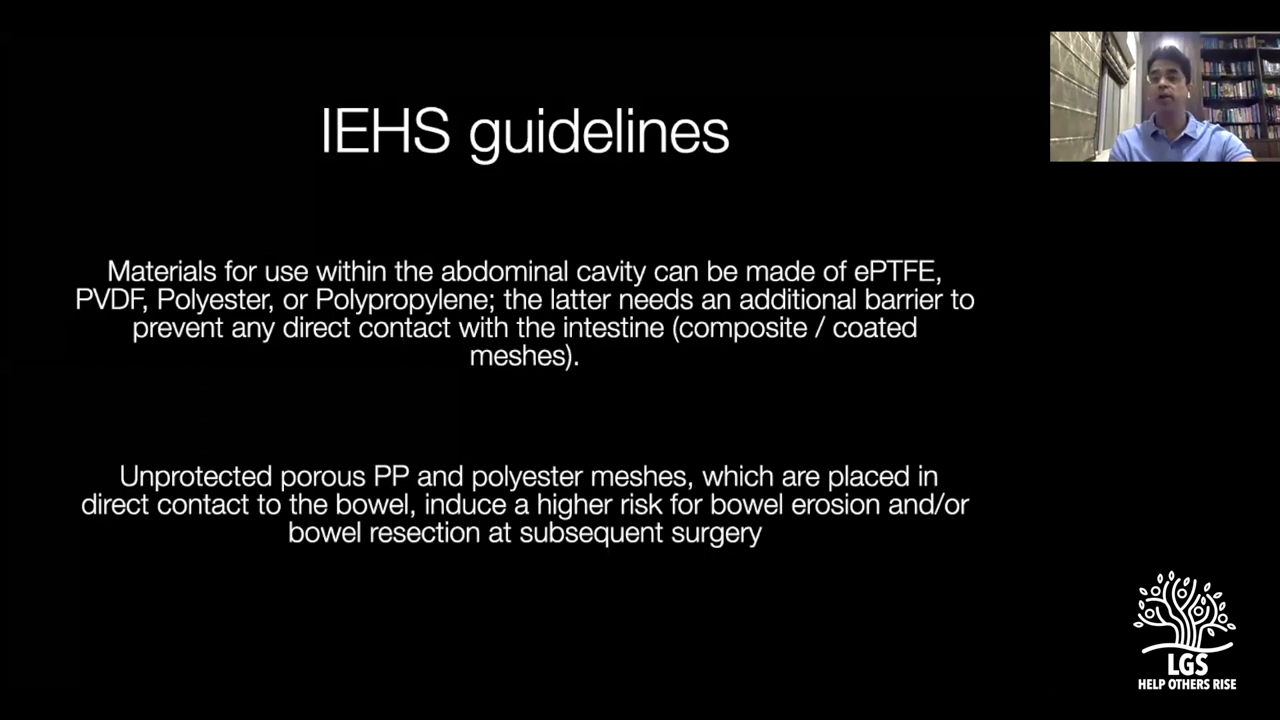 IEHS guidelines
Materials for use within the abdominal cavity can be made of ePTFE,
PVDF, Polyester, or Polypropylene; the latter needs an additional barrier to
prevent any direct contact with the intestine (composite / coated
meshes).
Unprotected porous PP and polyester meshes, which are placed in
direct contact to the bowel, induce a higher risk for bowel erosion and/or
bowel resection at subsequent surgery
LGS
HELP OTHERS RISE